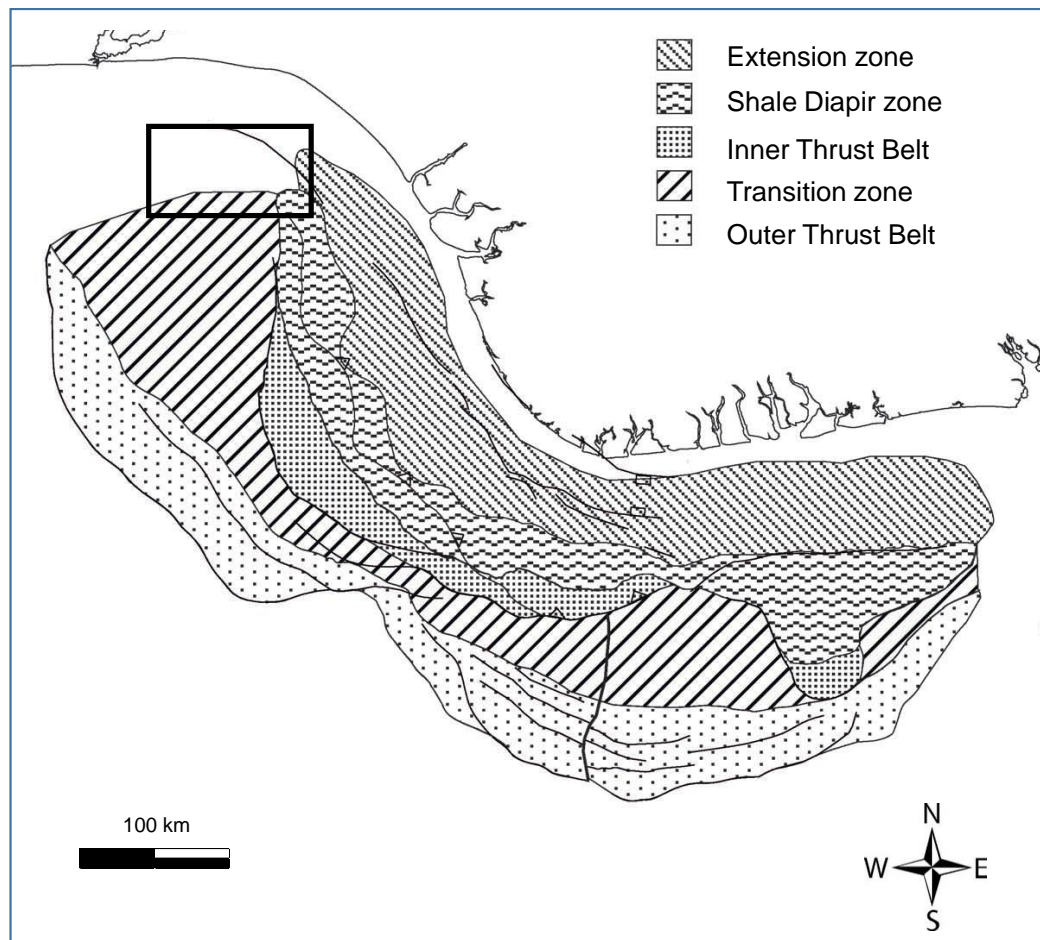 Extension zone
Shale Diapir zone
Inner Thrust Belt
Transition zone
Outer Thrust Belt
100 km
N
W E
S